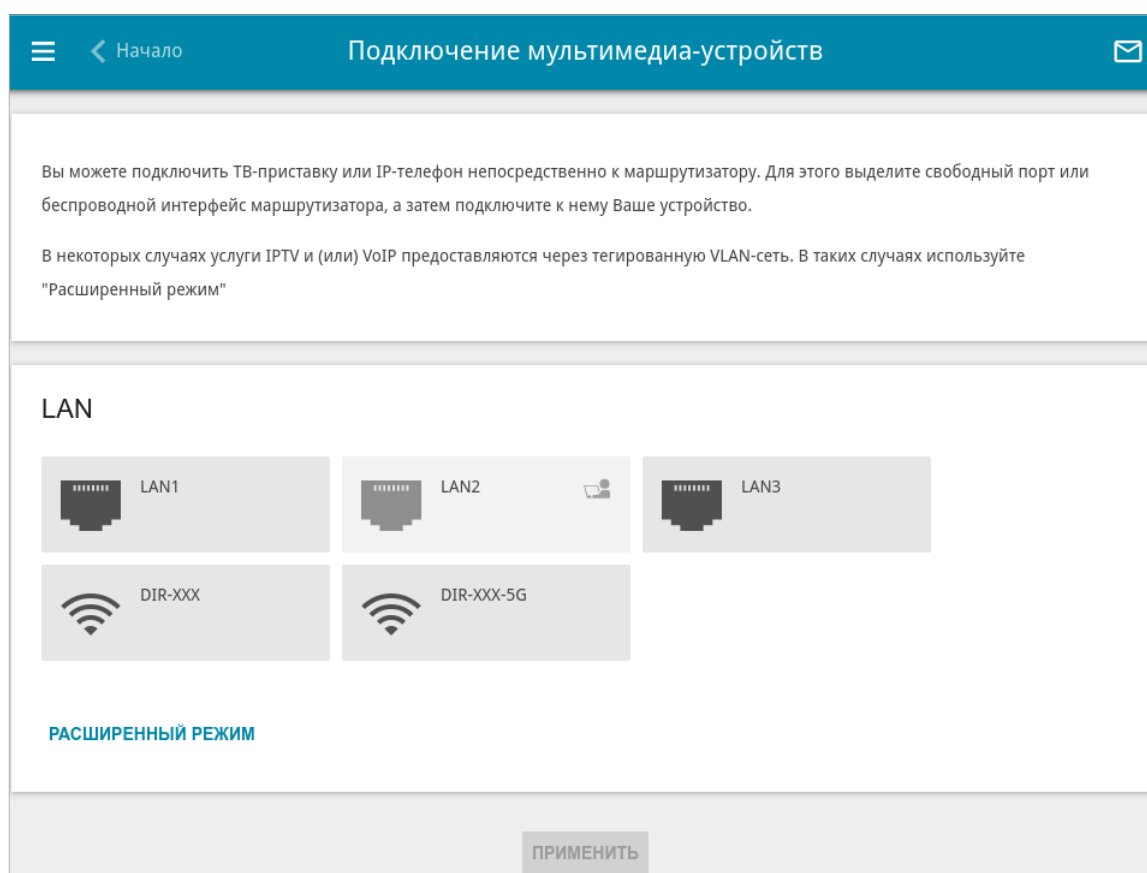 Начало
Подключение мультимедиа-устройств
Вы можете подключить ТВ-приставку или IP-телефон непосредственно к маршрутизатору. Для этого выделите свободный порт или
беспроводной интерфейс маршрутизатора, а затем подключите к нему Ваше устройство.
В некоторых случаях услуги IPTV и (или) VoIP предоставляются через тегированную VLAN-сеть. В таких случаях используйте
"Расширенный режим"
LAN
LAN1
LAN2
LAN3
DIR-XXX
DIR-XXX-5G
РАСШИРЕННЫЙ РЕЖИМ
ПРИМЕНИТЬ